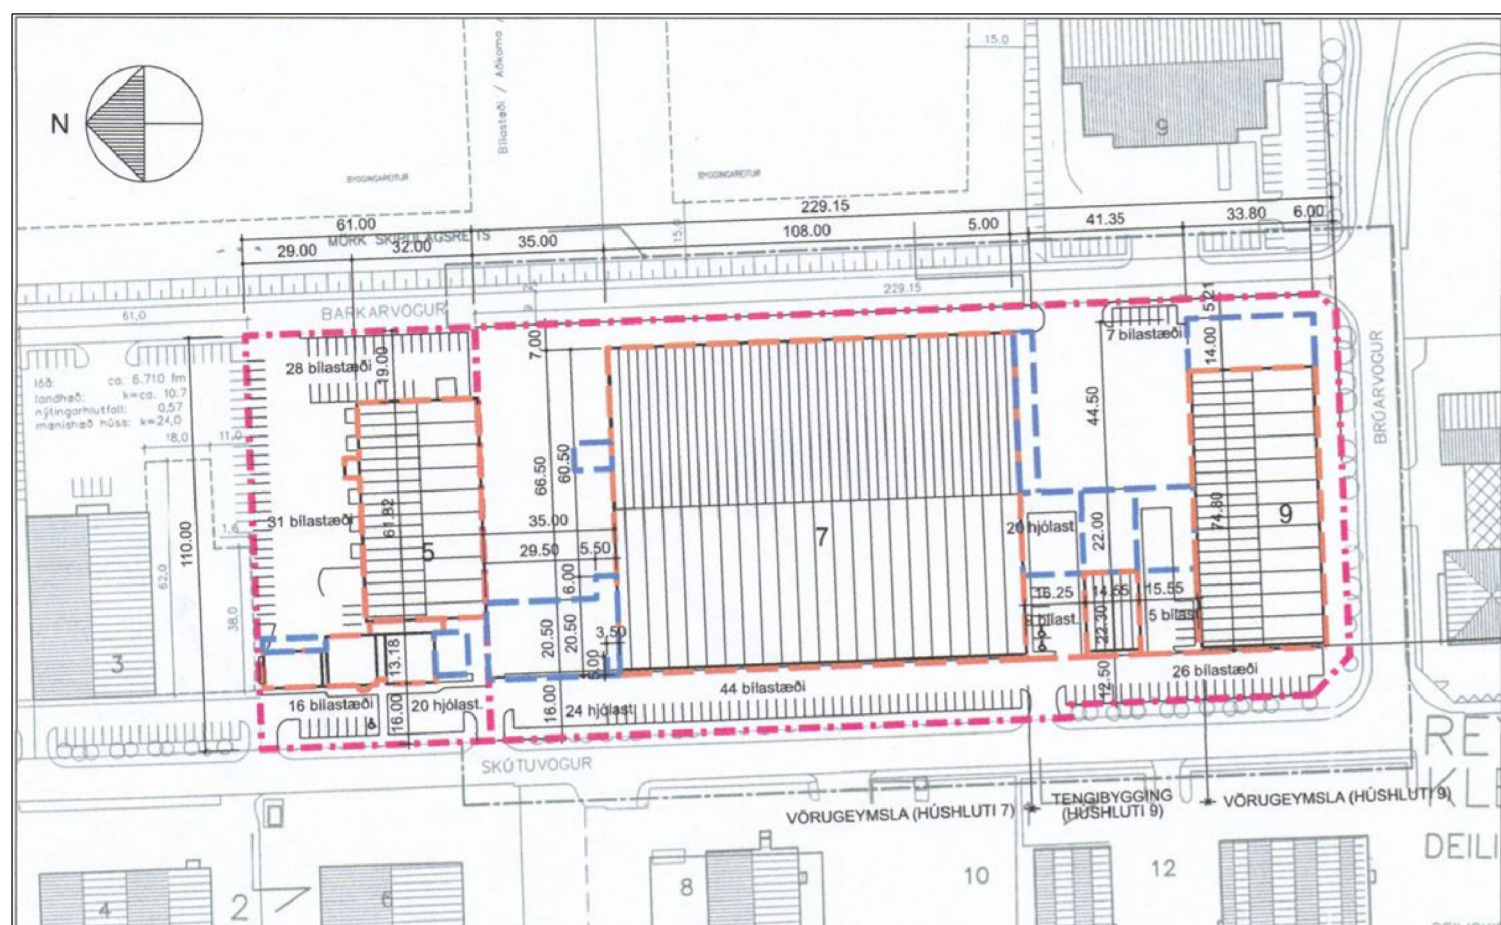 15.0
Bílastæði / Aðkoma /
N
9
BYGGINGAREITUR
BYGGINGAREITUR
61.00
229.15
29.00
32.00
35.00
108.00
5.00
41.35
33.80
6.00
MÖRK SKIPULAGSREITS
15.0
61,0
BARKARVOGUR
229,15
5.21
7 bílastæði
14.00
7.00
28 bílastæði
19.00
BRÚARVOGUR
lóð: ca. 6.710 fm
landhæð: k=ca. 10.7
nýtingarhlutfall: 0,57
mænishæð húss: k=24,0
18,0
11,0
44.50
66.50
60.50
110.00
31 bílastæði
61.82
35.00
1,6
5
29.50
5.50
7
20 hjólast.
22.00
74.80
9
62,0
38,0
6.00
16.25
14.55
15.55
20.50
20.50
3.50
5.00
bílast.
22.30
5 bílast.
3
13.18
16 bílastæði
16.00
20 hjólast.
16.00
24 hjólast.
44 bílastæði
12.50
26 bílastæði
SKÚTUVOGUR
VÖRUGEYMSLA (HÚSHLUTI 7)
TENGIBYGGING
(HÚSHLUTI 9)
VÖRUGEYMSLA (HÚSHLUTI 9)
DEILI
4
2
6
8
10
12